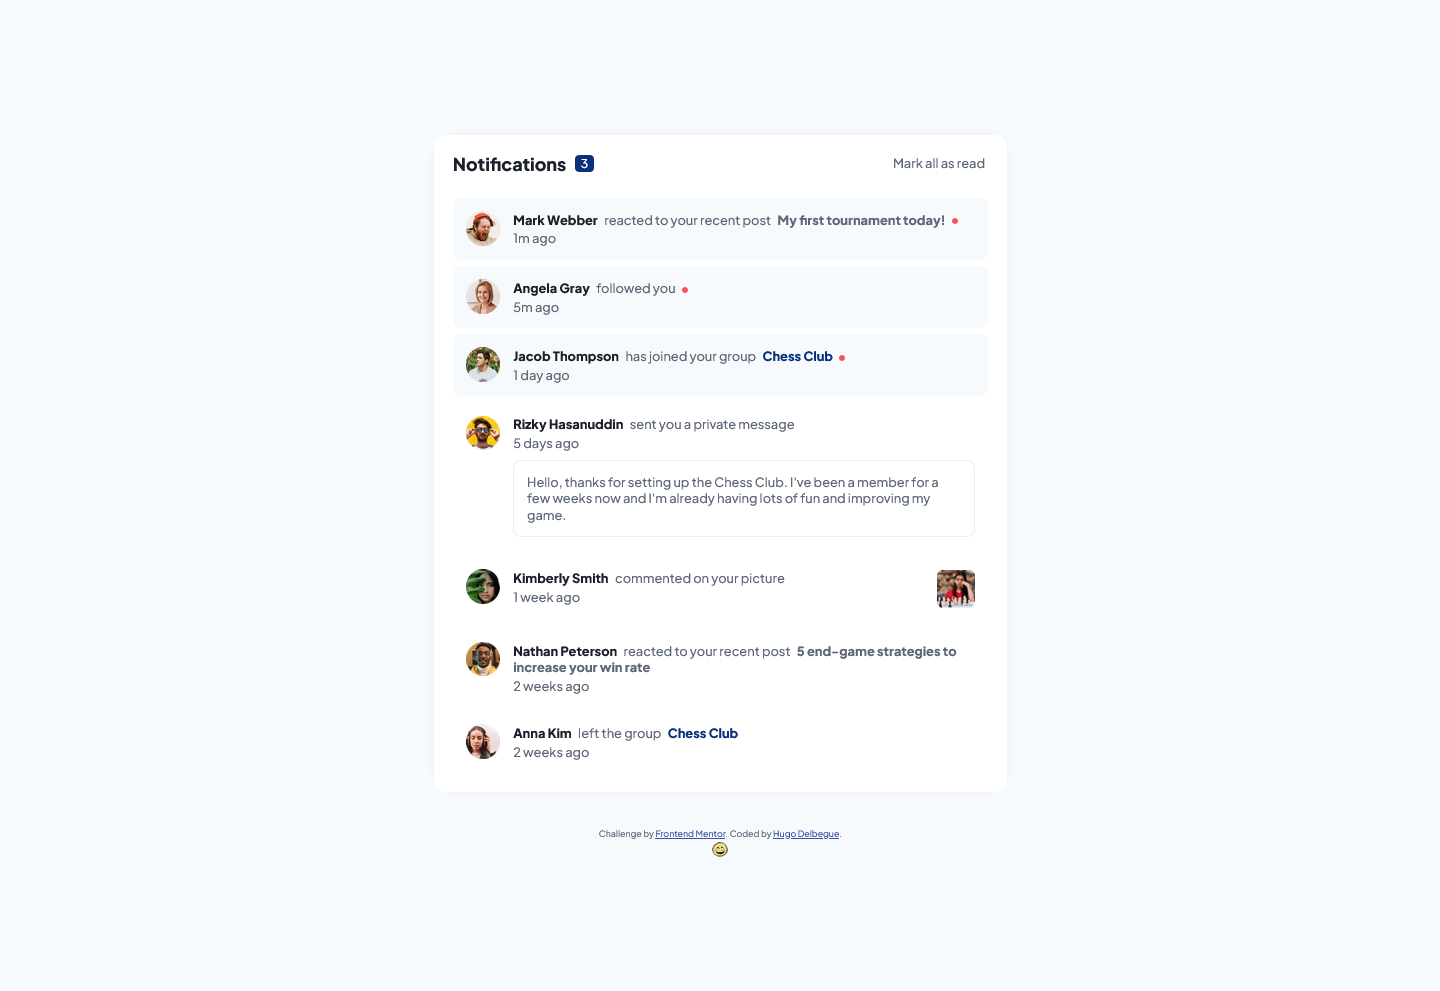 Notifications 3 Mark all as read
Mark Webber reacted to your recent post My first tournament today!
1m ago
Angela Gray followed you
5m ago
Jacob Thompson has joined your group Chess Club
1 day ago
Rizky Hasanuddin sent you a private message
5 days ago
Hello, thanks for setting up the Chess Club. I've been a member for a
few weeks now and I'm already having lots of fun and improving my
game.
Kimberly Smith commented on your picture
1 week ago
Nathan Peterson reacted to your recent post 5 end-game strategies to
increase your win rate
2 weeks ago
Anna Kim left the group Chess Club
2 weeks ago
Challenge by Frontend Mentor. Coded by Hugo Delbegue.